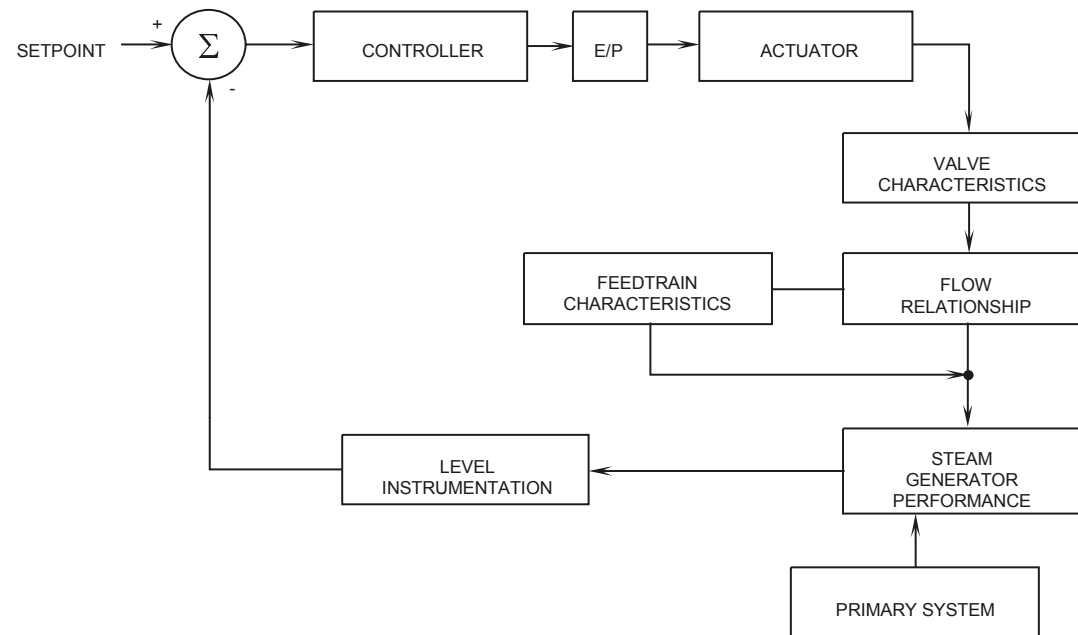 +
SETPOINT
Σ
CONTROLLER
E/P
ACTUATOR
-
VALVE
CHARACTERISTICS
FEEDTRAIN
CHARACTERISTICS
FLOW
RELATIONSHIP
LEVEL
INSTRUMENTATION
STEAM
GENERATOR
PERFORMANCE
PRIMARY SYSTEM